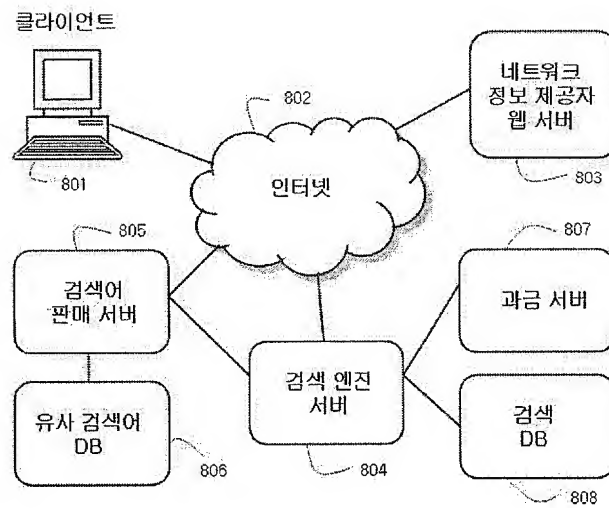 클라이언트
801
802
네트워크
정보 제공자
웹 서버
803
인터넷
805
검색어
판매 서버
807
과금 서버
유사 검색어
DB
806
검색 엔진
서버
804
검색
DB
808